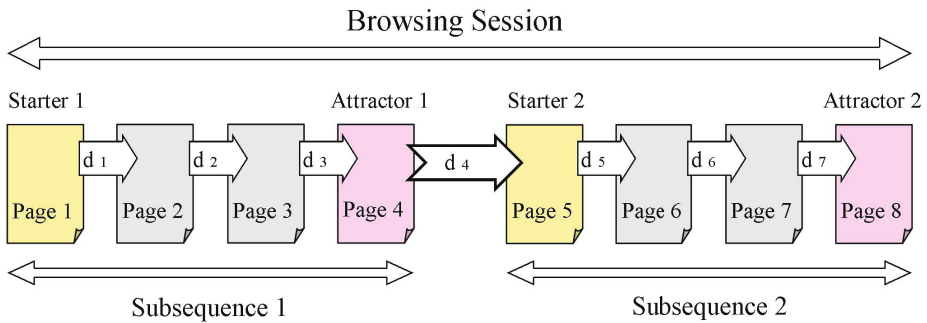 Browsing Session
Starter 1 Attractor 1 Starter 2 Attractor 2
d 1 d 2 d 3 d 4 d 5 d 6 d 7
Page 1 Page 2 Page 3 Page 4 Page 5 Page 6 Page 7 Page 8
Subsequence 1 Subsequence 2